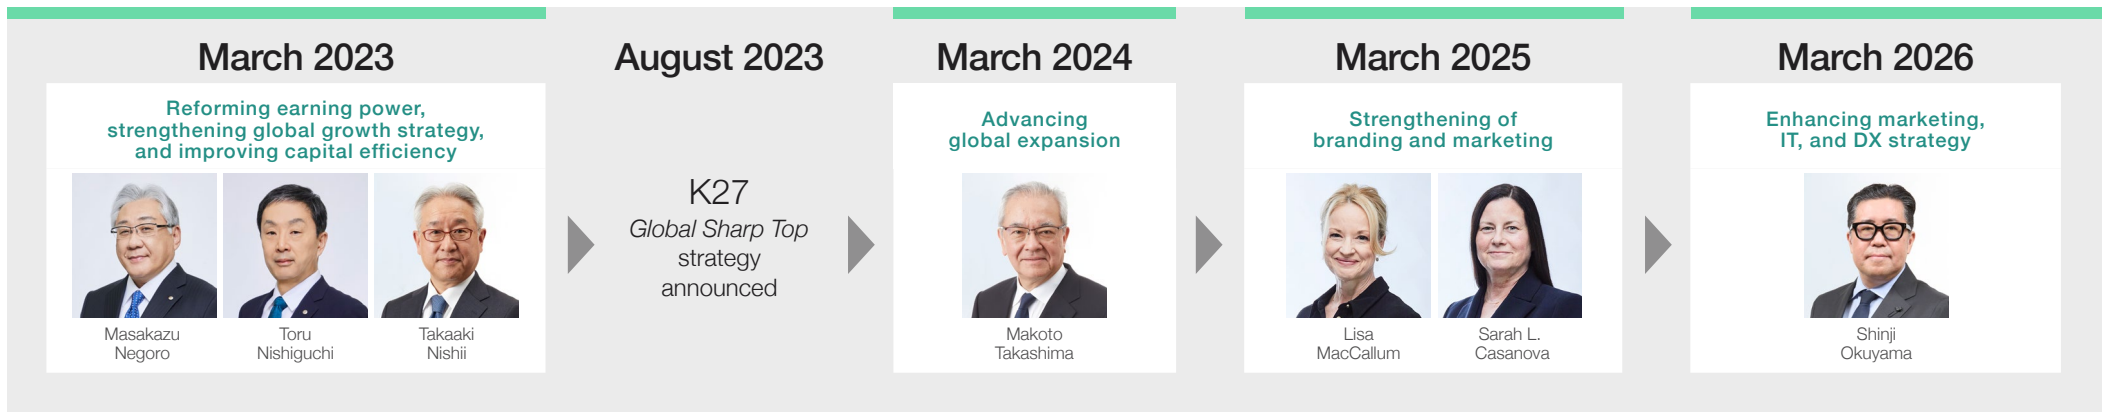 March 2023
Reforming earning power,
strengthening global growth strategy,
and improving capital efficiency
Masakazu
Negoro
Toru
Nishiguchi
Takaaki
Nishii
August 2023
K27
Global Sharp Top
strategy
announced
March 2024
Advancing
global expansion
Makoto
Takashima
March 2025
Strengthening of
branding and marketing
Lisa
MacCallum
Sarah L.
Casanova
March 2026
Enhancing marketing,
IT, and DX strategy
Shinji
Okuyama